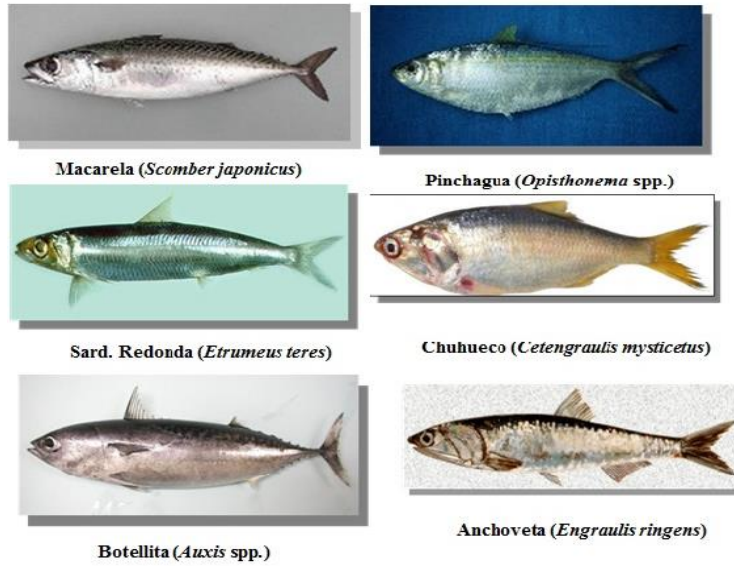 Macarela (Scomber japonicus)
Pinchagua (Opisthonema spp.)
Sard. Redonda (Etrumeus teres)
Chuhueco (Cetengraulis mysticetus)
Botellita (Auxis spp.)
Anchoveta (Engraulis ringens)